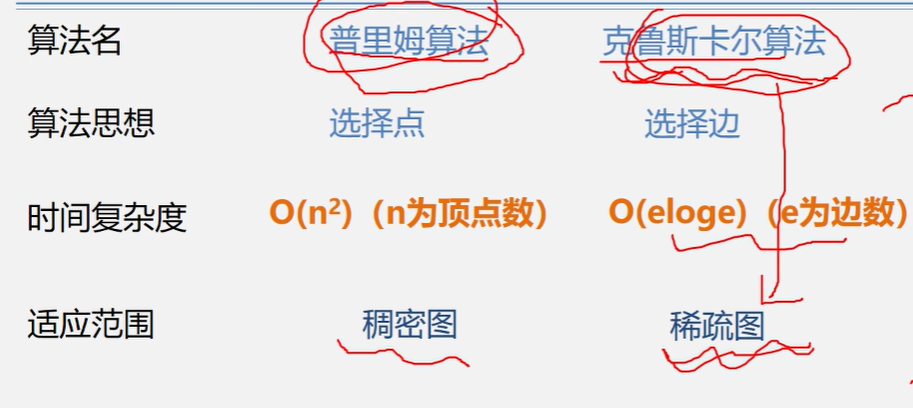 算法名 普里姆算法 克鲁斯卡尔算法
算法思想 选择点 选择边
时间复杂度 O(n²)（n为顶点数） O(eloge)（e为边数）
适应范围 稠密图 稀疏图